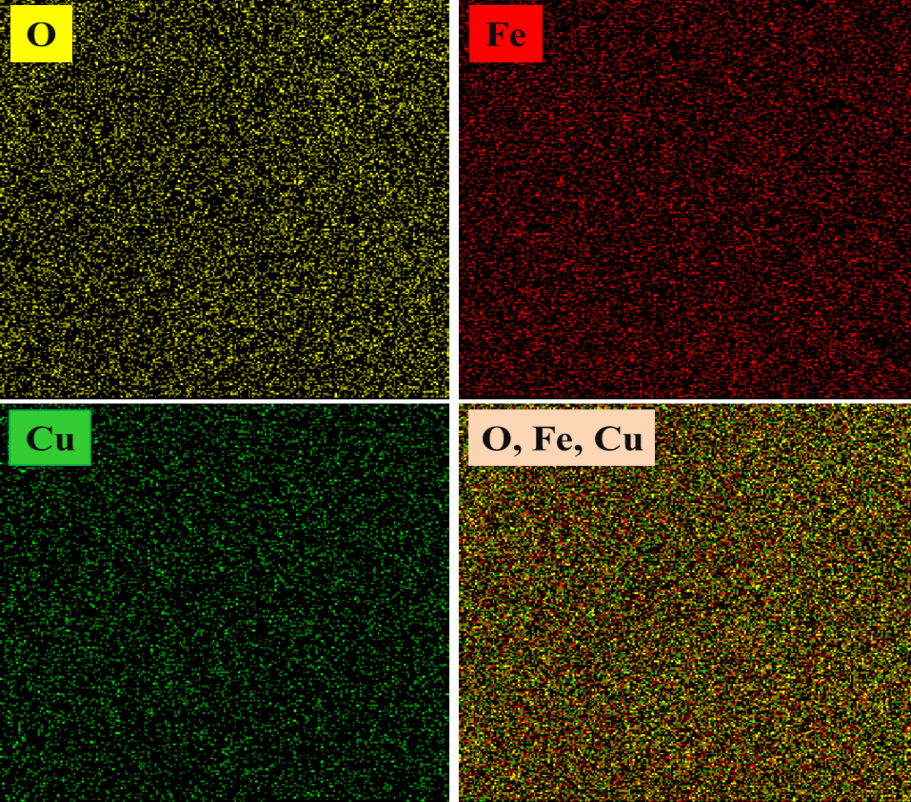 O
Fe
Cu
O, Fe, Cu